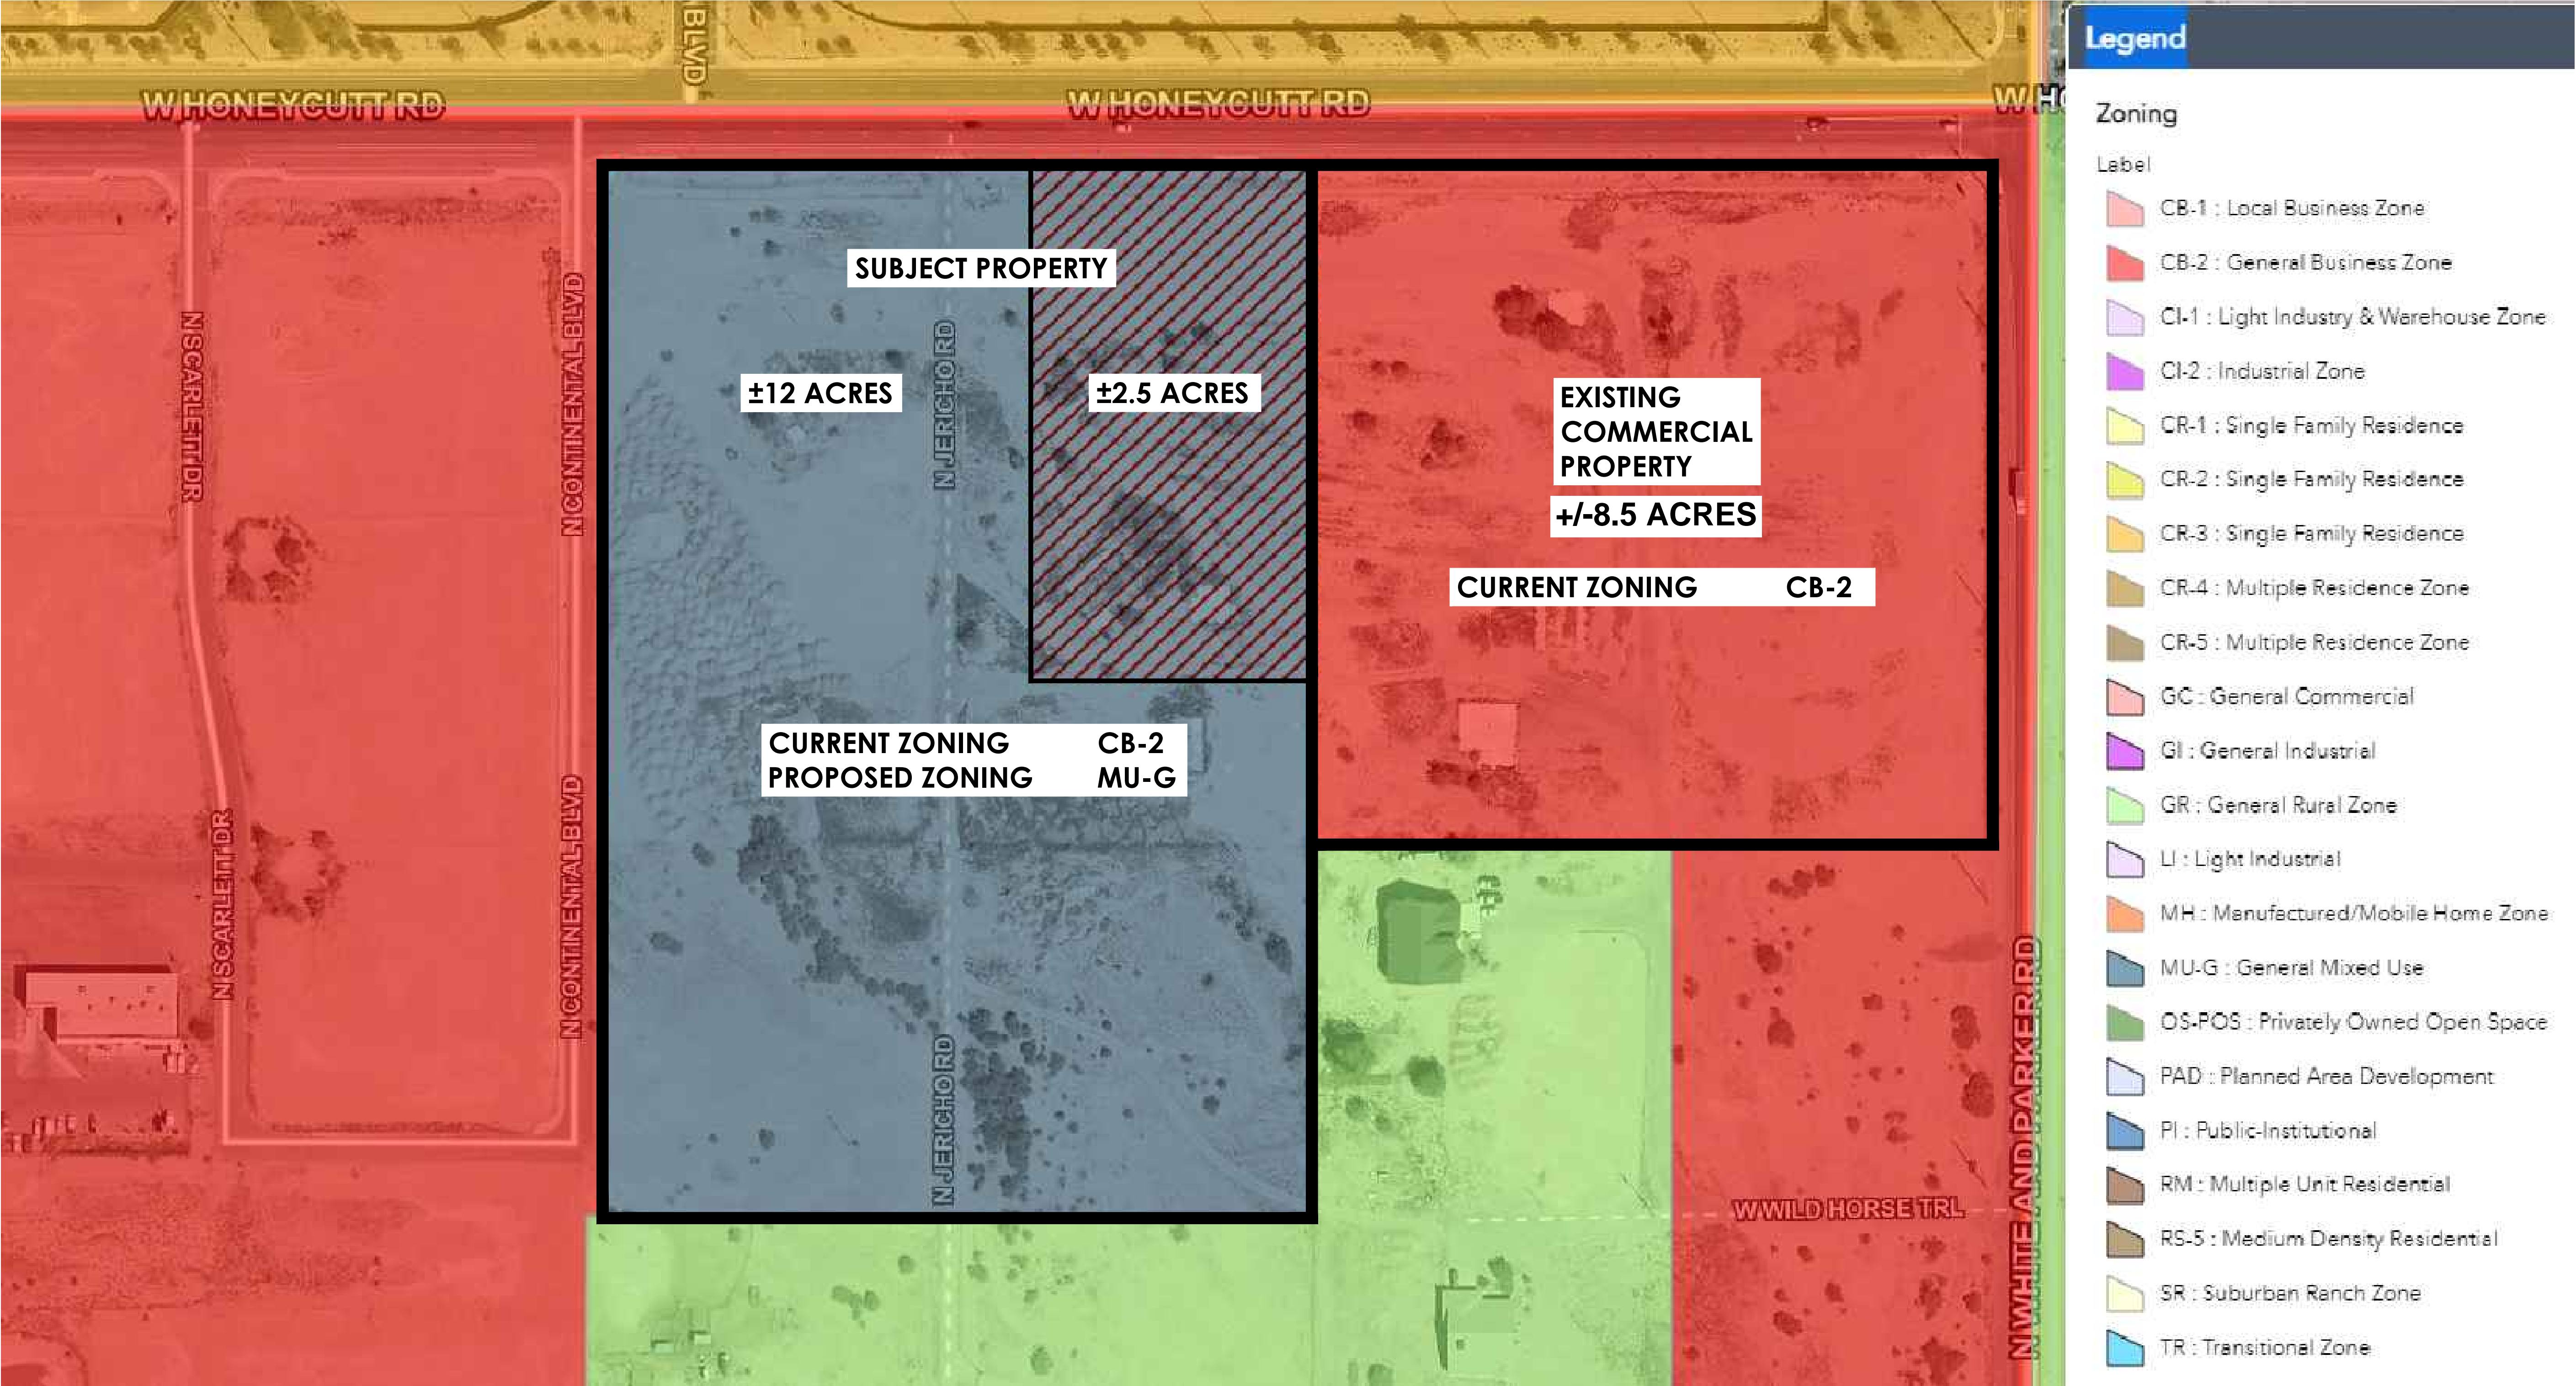 BLVD
W HONEYCUTT RD
W HONEYCUTT RD
W HO
SUBJECT PROPERTY
N SCARLETT DR
N CONTINENTAL BLVD
N JERICHO RD
±12 ACRES
±2.5 ACRES
EXISTING
COMMERCIAL
PROPERTY
+/-8.5 ACRES
CURRENT ZONING CB-2
CURRENT ZONING CB-2
PROPOSED ZONING MU-G
N SCARLETT DR
N CONTINENTAL BLVD
N JERICHO RD
W WILD HORSE TRL
N WHITE AND PARKER RD
Legend
Zoning
Label
CB-1 : Local Business Zone
CB-2 : General Business Zone
CI-1 : Light Industry & Warehouse Zone
CI-2 : Industrial Zone
CR-1 : Single Family Residence
CR-2 : Single Family Residence
CR-3 : Single Family Residence
CR-4 : Multiple Residence Zone
CR-5 : Multiple Residence Zone
GC : General Commercial
GI : General Industrial
GR : General Rural Zone
LI : Light Industrial
MH : Manufactured/Mobile Home Zone
MU-G : General Mixed Use
OS-POS : Privately Owned Open Space
PAD : Planned Area Development
PI : Public-Institutional
RM : Multiple Unit Residential
RS-5 : Medium Density Residential
SR : Suburban Ranch Zone
TR : Transitional Zone